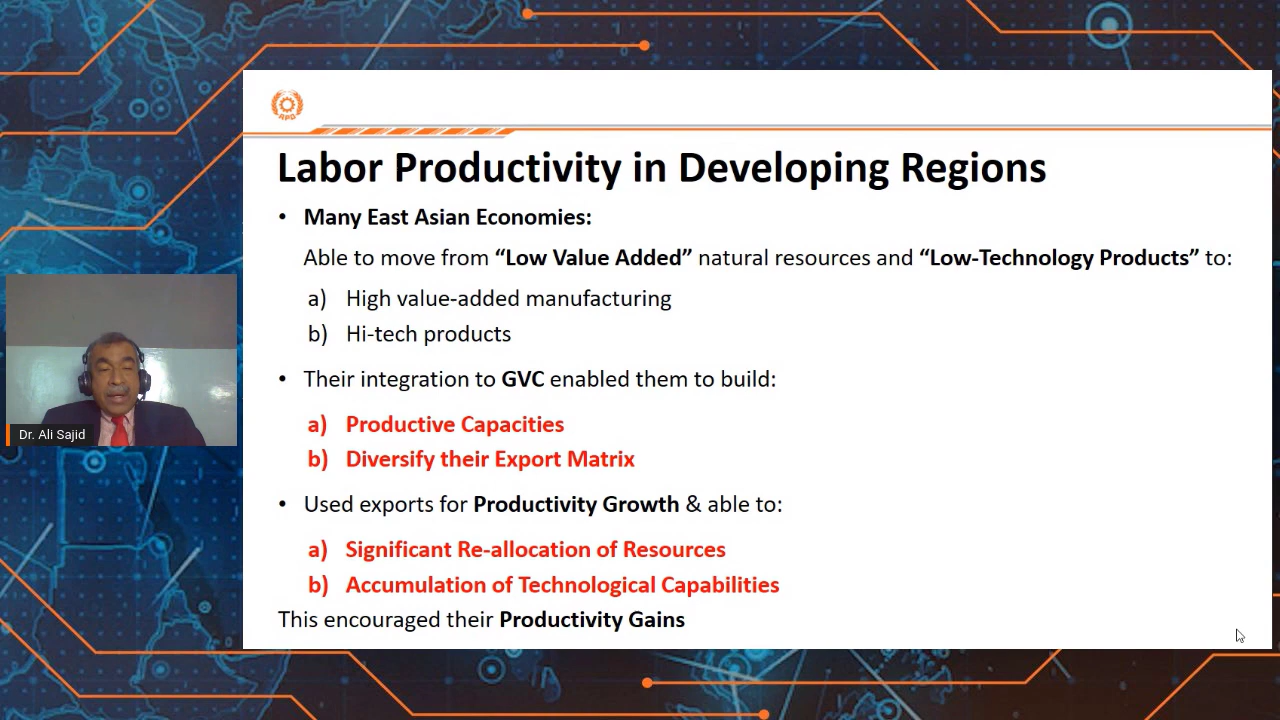 APO
Labor Productivity in Developing Regions
• Many East Asian Economies:
Able to move from “Low Value Added” natural resources and “Low-Technology Products” to:
a) High value-added manufacturing
b) Hi-tech products
• Their integration to GVC enabled them to build:
a) Productive Capacities
b) Diversify their Export Matrix
• Used exports for Productivity Growth & able to:
a) Significant Re-allocation of Resources
b) Accumulation of Technological Capabilities
This encouraged their Productivity Gains
Dr. Ali Sajid